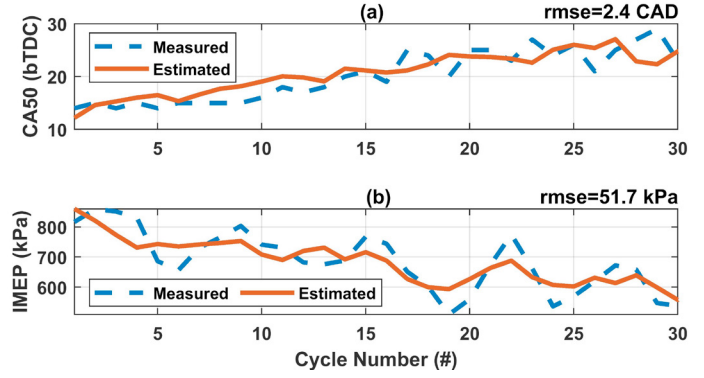 (a)
rmse=2.4 CAD
30
20
10
CA50 (bTDC)
Measured
Estimated
5
10
15
20
25
30
(b)
rmse=51.7 kPa
800
700
600
IMEP (kPa)
Measured
Estimated
5
10
15
20
25
30
Cycle Number (#)